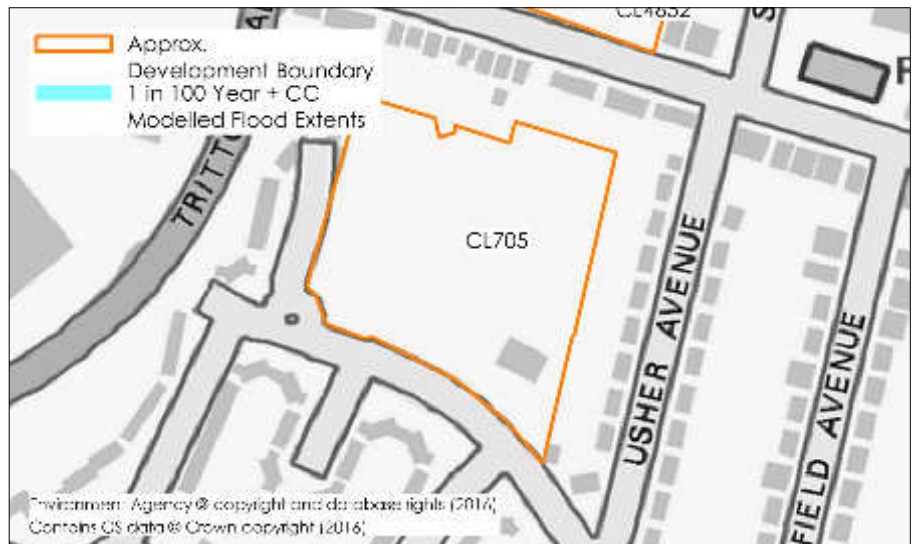 CL4652
Approx.
Development Boundary
1 in 100 Year + CC
Modelled Flood Extents
CL705
USHER AVENUE
FIELD AVENUE
Environment Agency © copyright and database rights (2016)
Contains OS data © Crown copyright (2016)